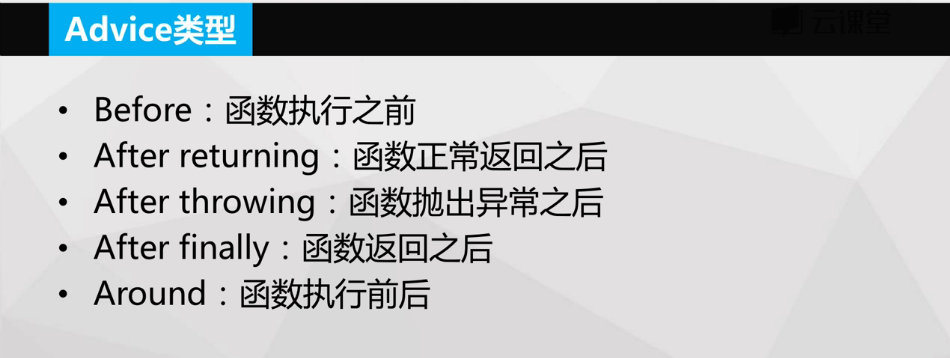 Advice类型
云课堂
• Before：函数执行之前
• After returning：函数正常返回之后
• After throwing：函数抛出异常之后
• After finally：函数返回之后
• Around：函数执行前后